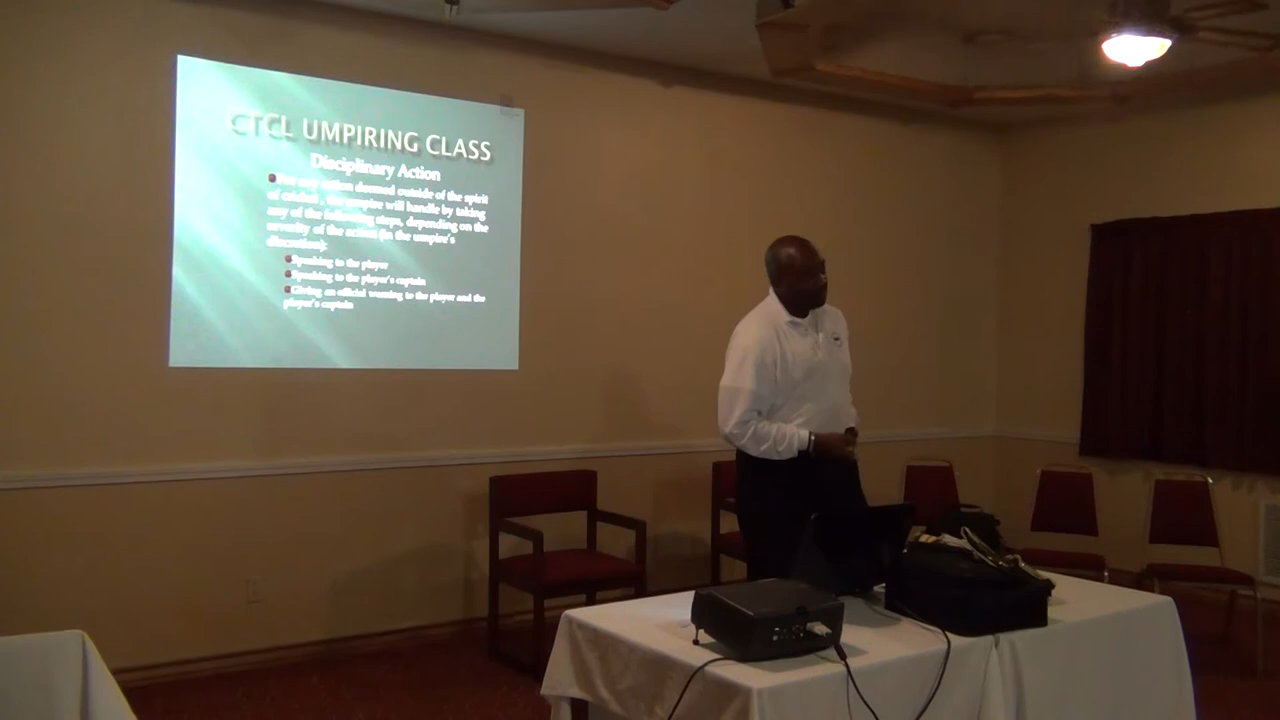 CTCL UMPIRING CLASS
Disciplinary Action
For any action deemed outside of the spirit
of cricket, the umpire will handle by taking
any of the following steps, depending on the
severity of the action (in the umpire's
discretion):
Speaking to the player
Speaking to the player's captain
Giving an official warning to the player and the
player's captain